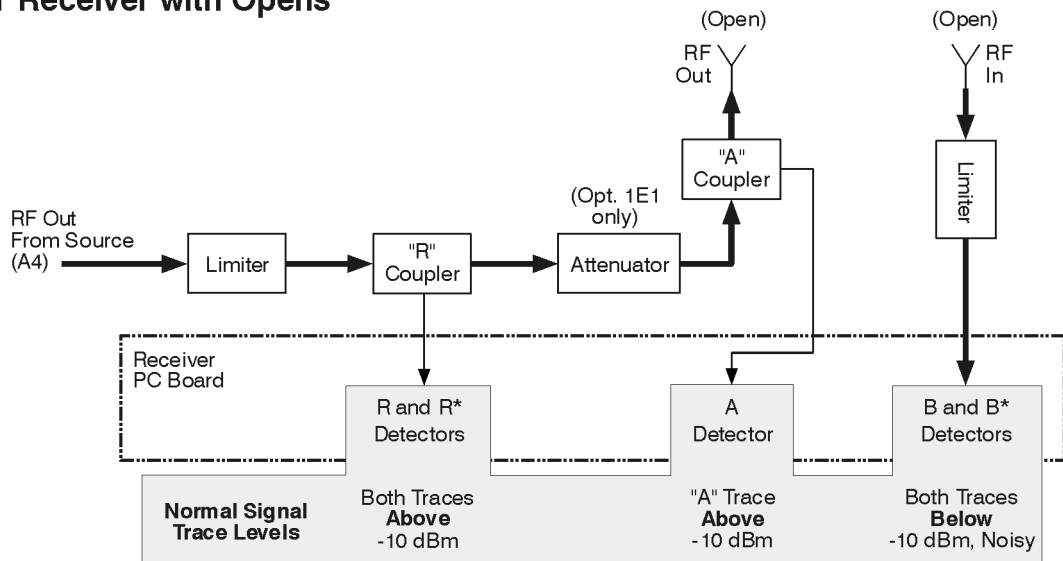 Receiver with Opens
(Open)
RF
Out
(Open)
RF
In
"A"
Coupler
Limiter
(Opt. 1E1
only)
RF Out
From Source
(A4)
Limiter
"R"
Coupler
Attenuator
Receiver
PC Board
R and R*
Detectors
A
Detector
B and B*
Detectors
Normal Signal
Trace Levels
Both Traces
Above
-10 dBm
"A" Trace
Above
-10 dBm
Both Traces
Below
-10 dBm, Noisy